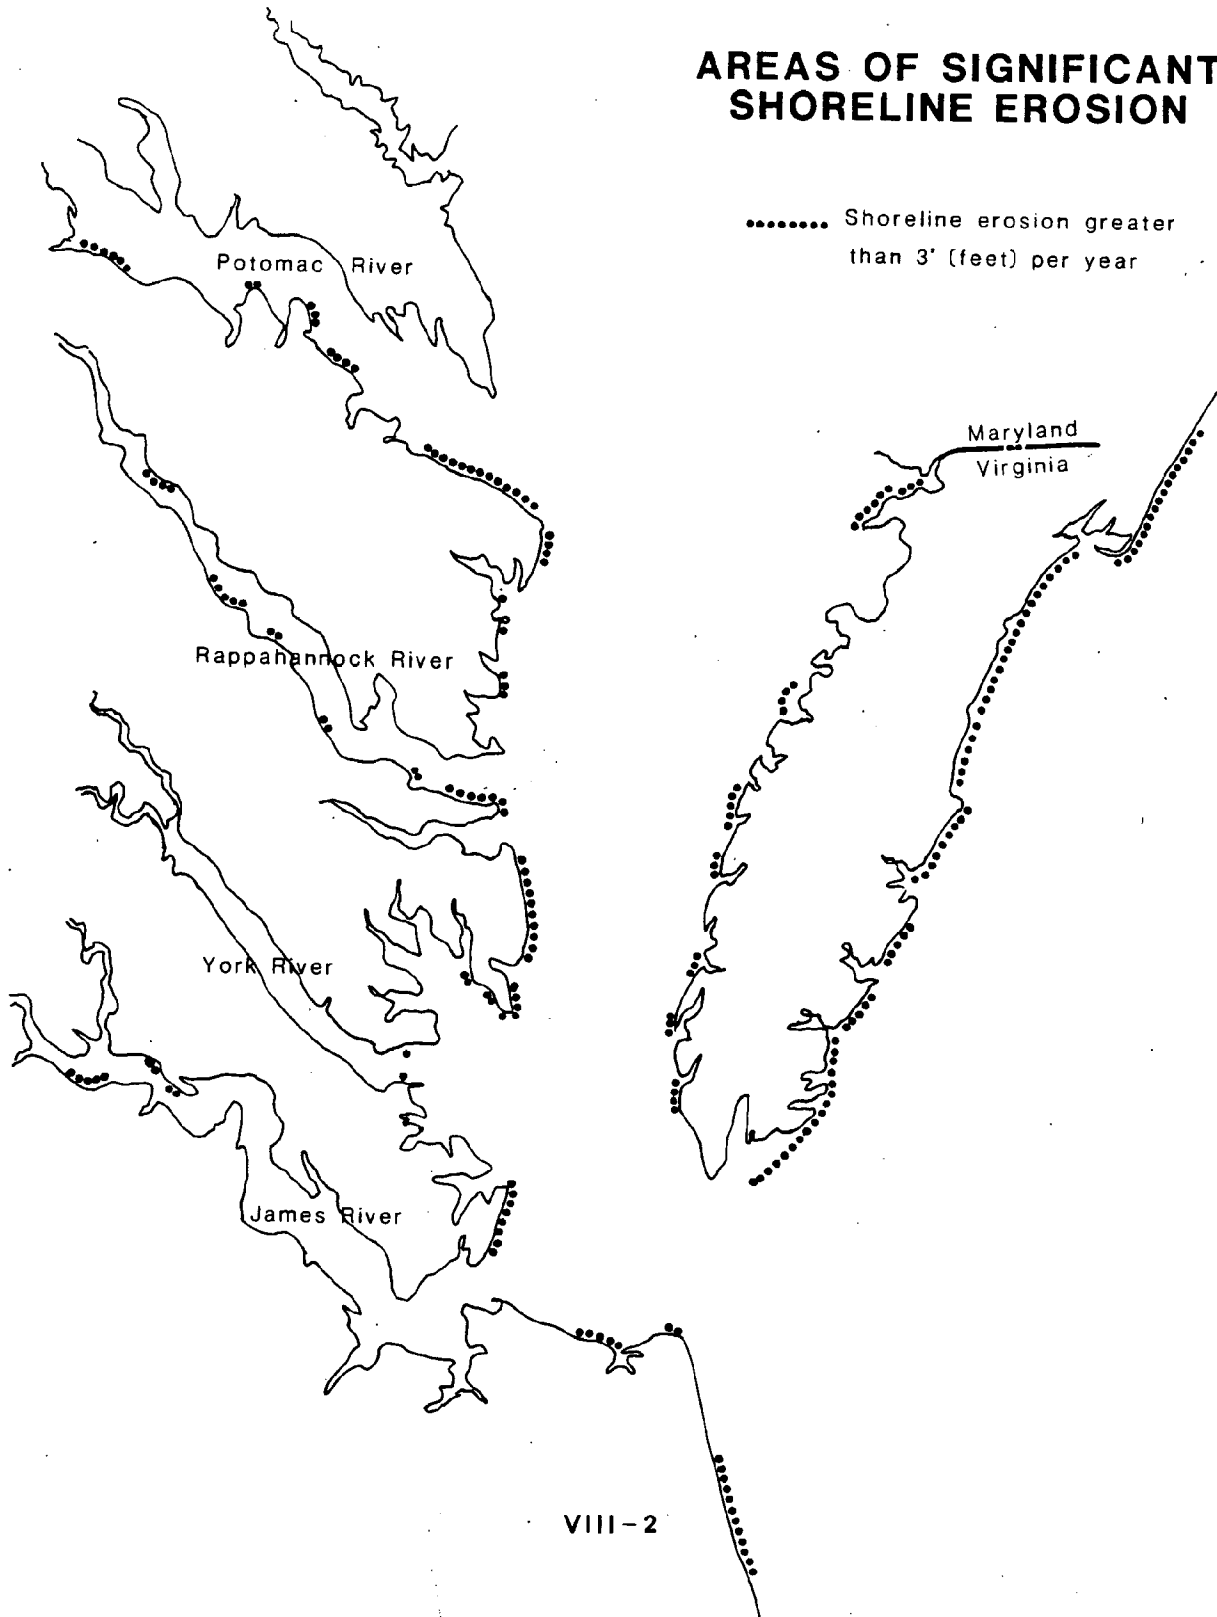 AREAS OF SIGNIFICANT
SHORELINE EROSION
Shoreline erosion greater
than 3' (feet) per year
Potomac River
Maryland
Virginia
Rappahannock River
York River
James River
VIII-2